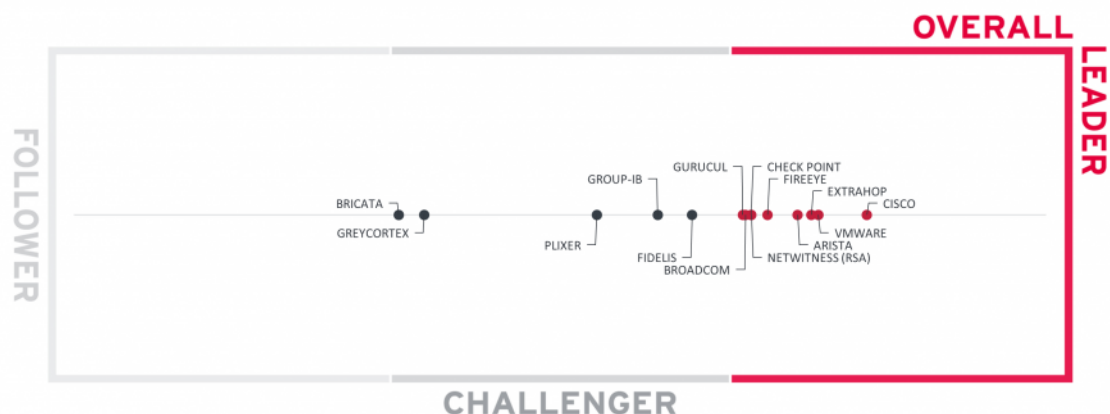 OVERALL
LEADER
FOLLOWER
GURUCUL
CHECK POINT
GROUP-IB
FIREEYE
EXTRAHOP
BRICATA
CISCO
GREYCORTEX
VMWARE
PLIXER
ARISTA
FIDELIS
NETWITNESS (RSA)
BROADCOM
CHALLENGER